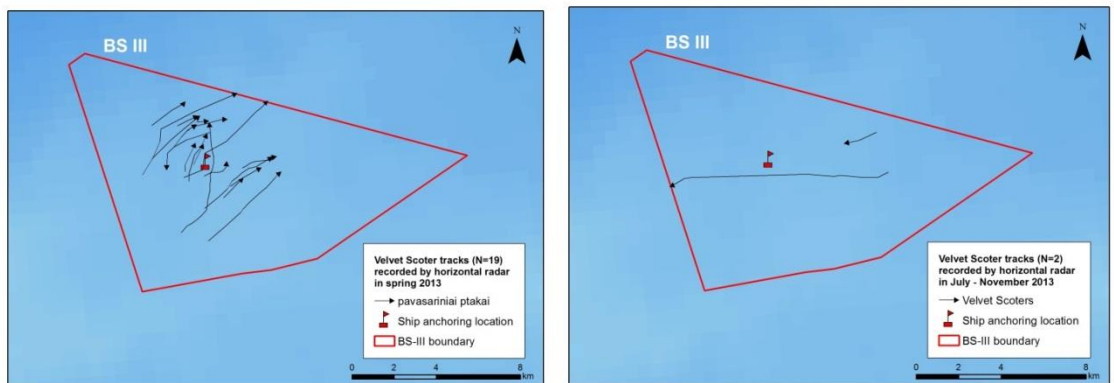 BS III
N
Velvet Scoter tracks (N=19)
recorded by horizontal radar
in spring 2013
pavasariniai ptakai
Ship anchoring location
BS-III boundary
0 2 4 8
km
BS III
N
Velvet Scoter tracks (N=2)
recorded by horizontal radar
in July - November 2013
Velvet Scoters
Ship anchoring location
BS-III boundary
0 2 4 8
km